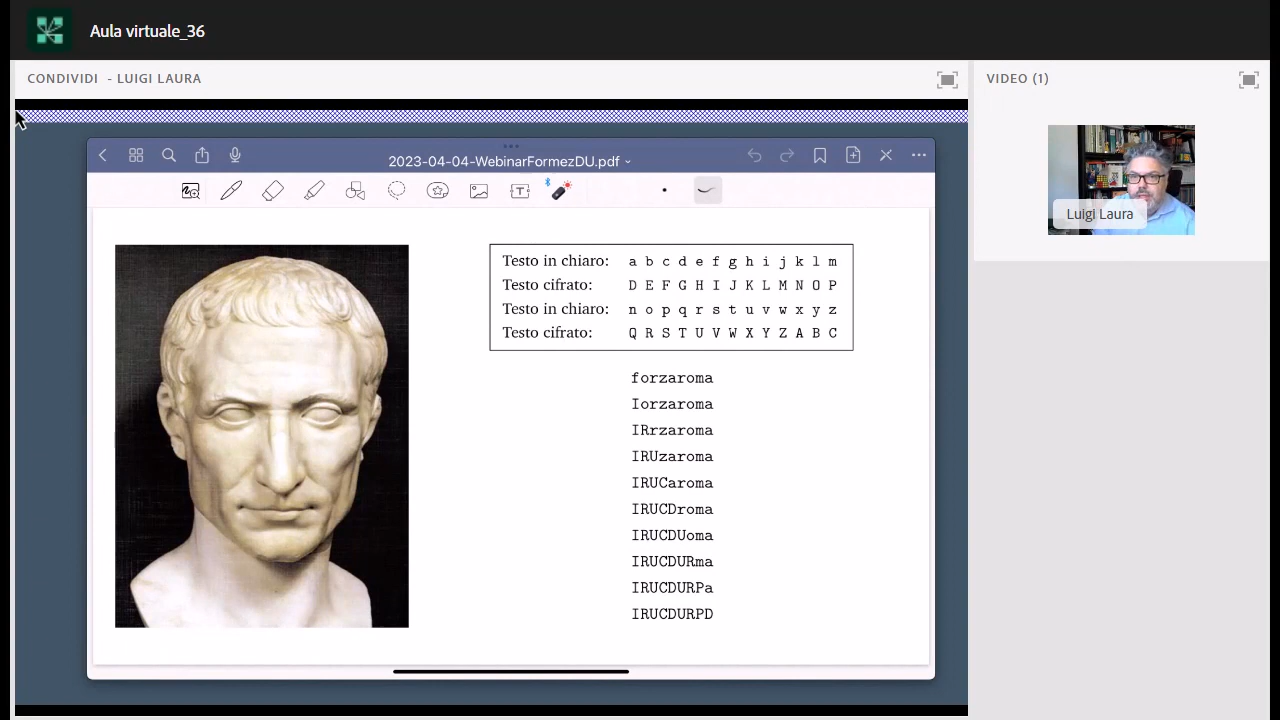 Aula virtuale_36
CONDIVIDI - LUIGI LAURA
VIDEO (1)
2023-04-04-WebinarFormezDU.pdf
Luigi Laura
Testo in chiaro: a b c d e f g h i j k l m
Testo cifrato: D E F G H I J K L M N O P
Testo in chiaro: n o p q r s t u v w x y z
Testo cifrato: Q R S T U V W X Y Z A B C
forzaroma
Iorzaroma
IRrzaroma
IRUzaroma
IRUCaroma
IRUCDroma
IRUCDUoma
IRUCDURma
IRUCDURPa
IRUCDURPD